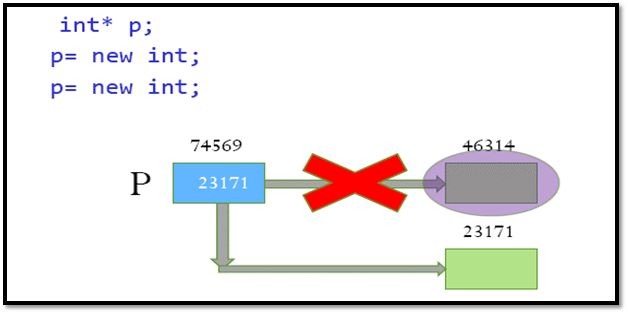 int* p;
p= new int;
p= new int;
74569
46314
P
23171
23171